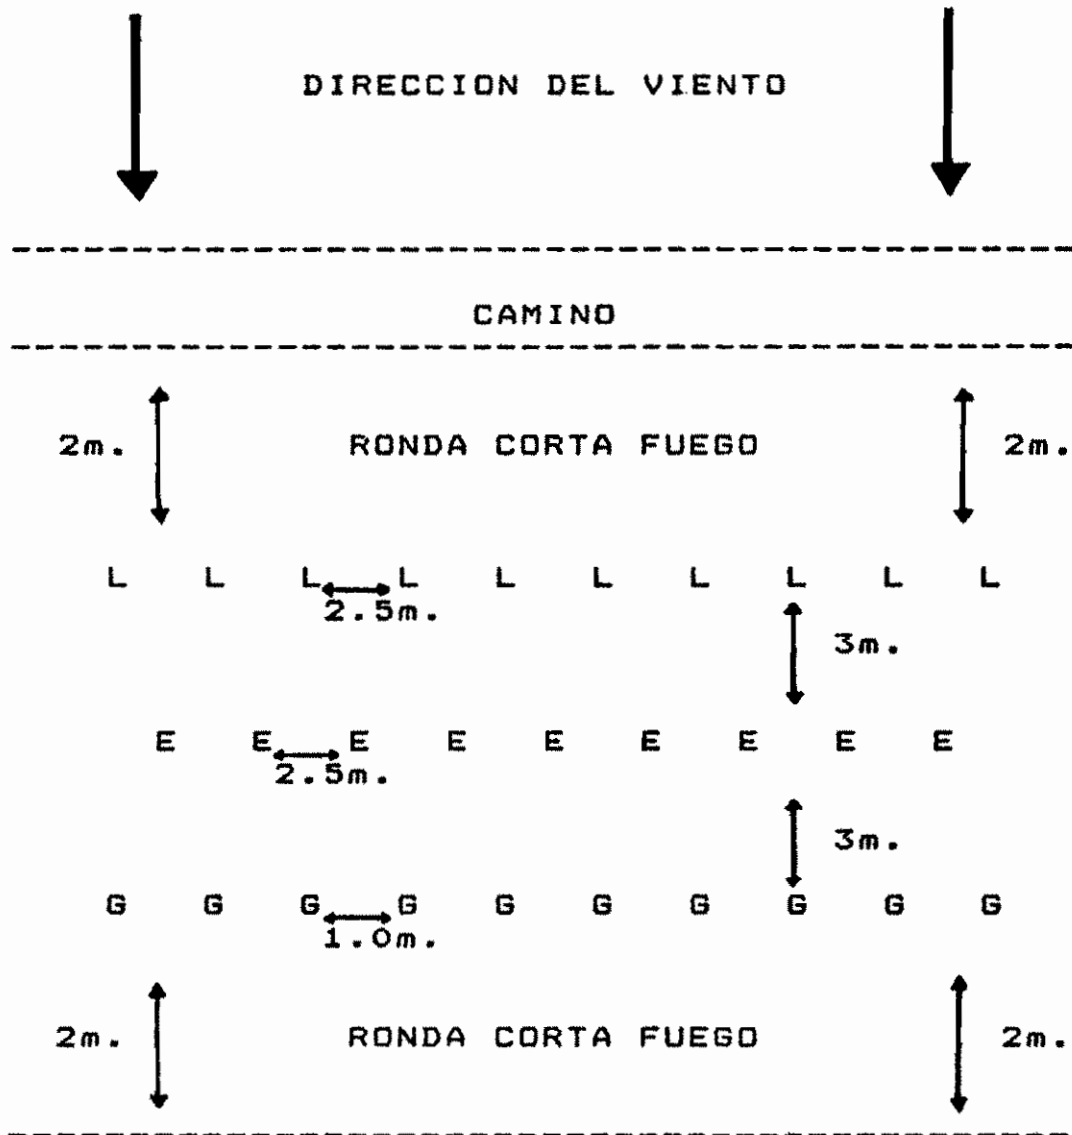 DIRECCION DEL VIENTO
CAMINO
2m. RONDA CORTA FUEGO 2m.
L L L L L L L L L L
2.5m.
3m.
E E E E E E E E E
2.5m.
3m.
G G G G G G G G G G
1.0m.
2m. RONDA CORTA FUEGO 2m.